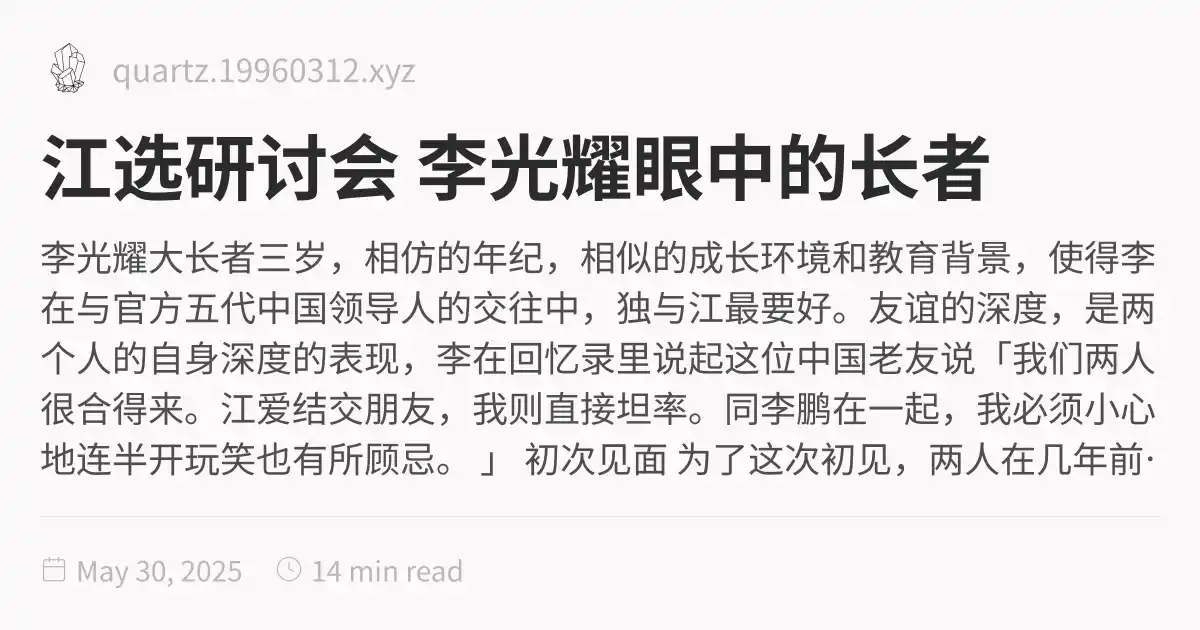 quartz.19960312.xyz
江选研讨会 李光耀眼中的长者
李光耀大长者三岁，相仿的年纪，相似的成长环境和教育背景，使得李
在与官方五代中国领导人的交往中，独与江最要好。友谊的深度，是两
个人的自身深度的表现，李在回忆录里说起这位中国老友说「我们两人
很合得来。江爱结交朋友，我则直接坦率。同李鹏在一起，我必须小心
地连半开玩笑也有所顾忌。 」 初次见面 为了这次初见，两人在几年前·
May 30, 2025 14 min read